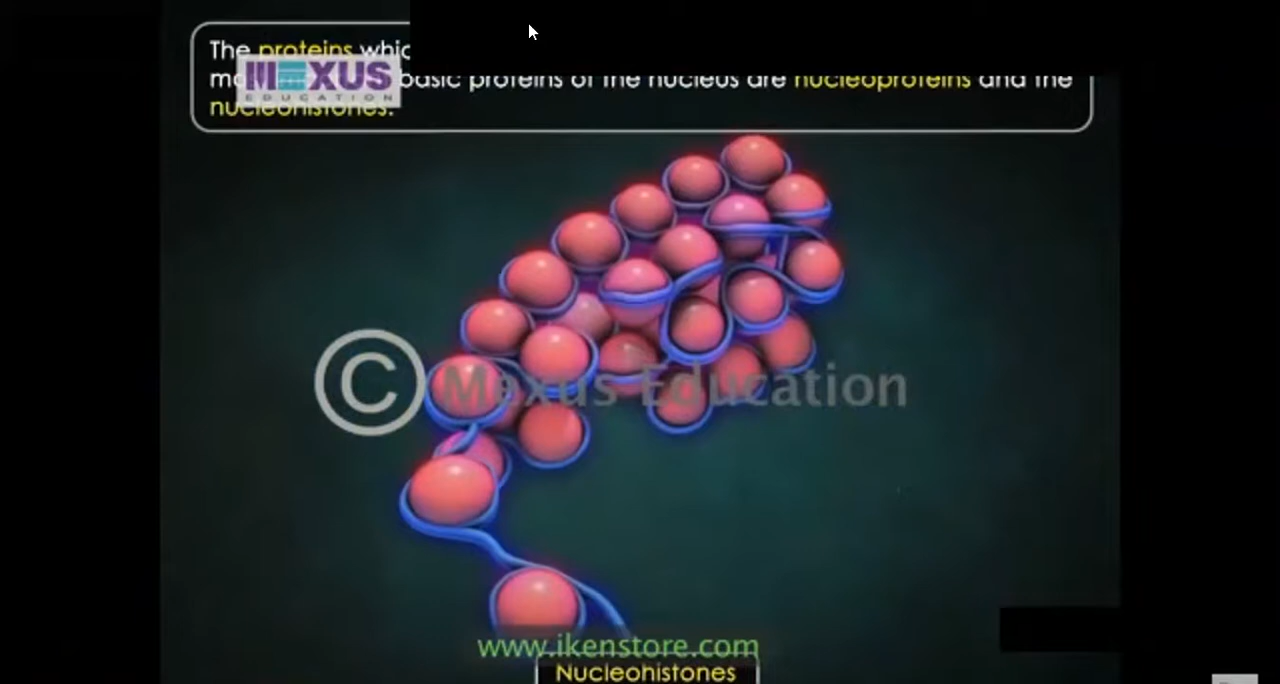 The proteins
basic proteins of the nucleus are nucleoproteins and the
nucleohistones.
MEXUS
EDUCATION
© Mexus Education
www.ikenstore.com
Nucleohistones